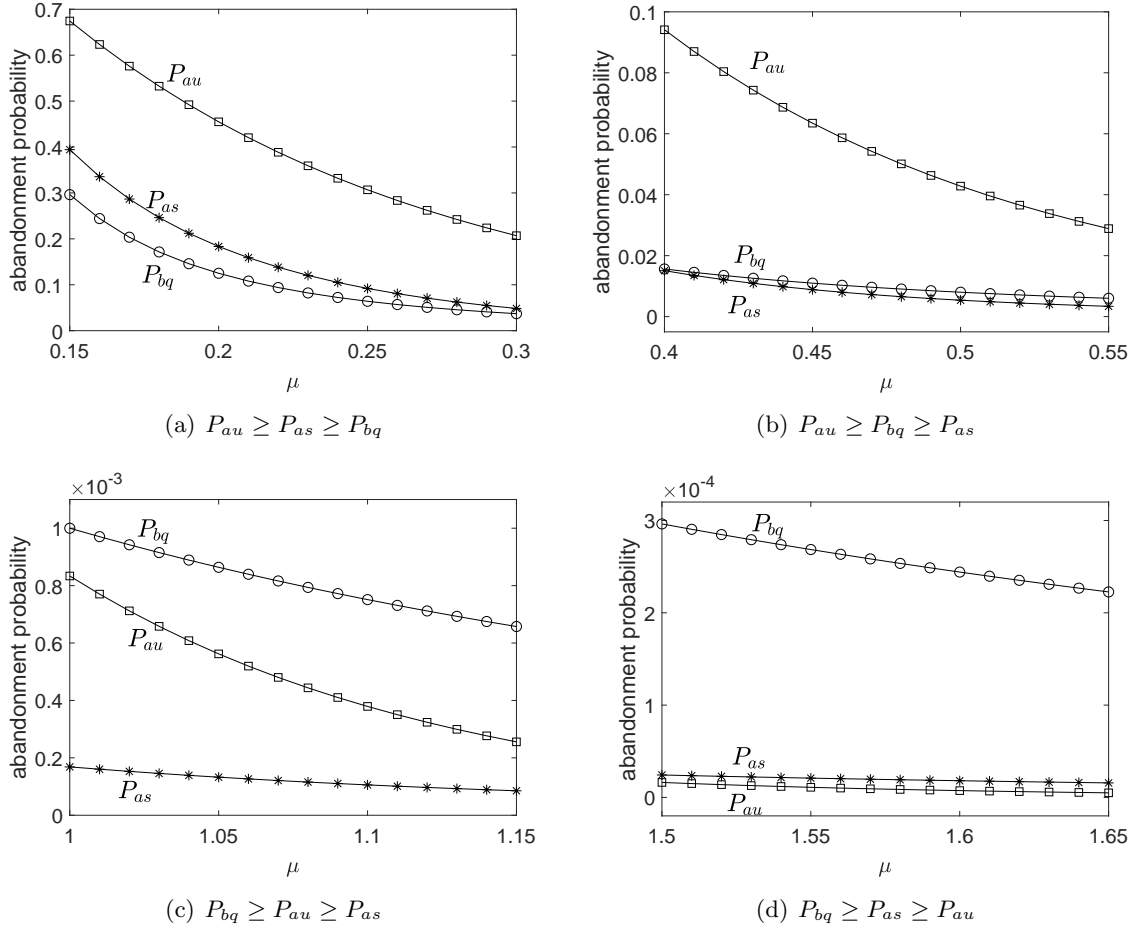 0.7
0.6
0.5
0.4
0.3
0.2
0.1
0
abandonment probability
P_au
P_as
P_bq
0.15
0.2
0.25
0.3
μ
(a) P_au ≥ P_as ≥ P_bq
0.1
0.08
0.06
0.04
0.02
0
abandonment probability
P_au
P_bq
P_as
0.4
0.45
0.5
0.55
μ
(b) P_au ≥ P_bq ≥ P_as
×10⁻³
1
0.8
0.6
0.4
0.2
0
abandonment probability
P_bq
P_au
P_as
1
1.05
1.1
1.15
μ
(c) P_bq ≥ P_au ≥ P_as
×10⁻⁴
3
2
1
0
abandonment probability
P_bq
P_as
P_au
1.5
1.55
1.6
1.65
μ
(d) P_bq ≥ P_as ≥ P_au